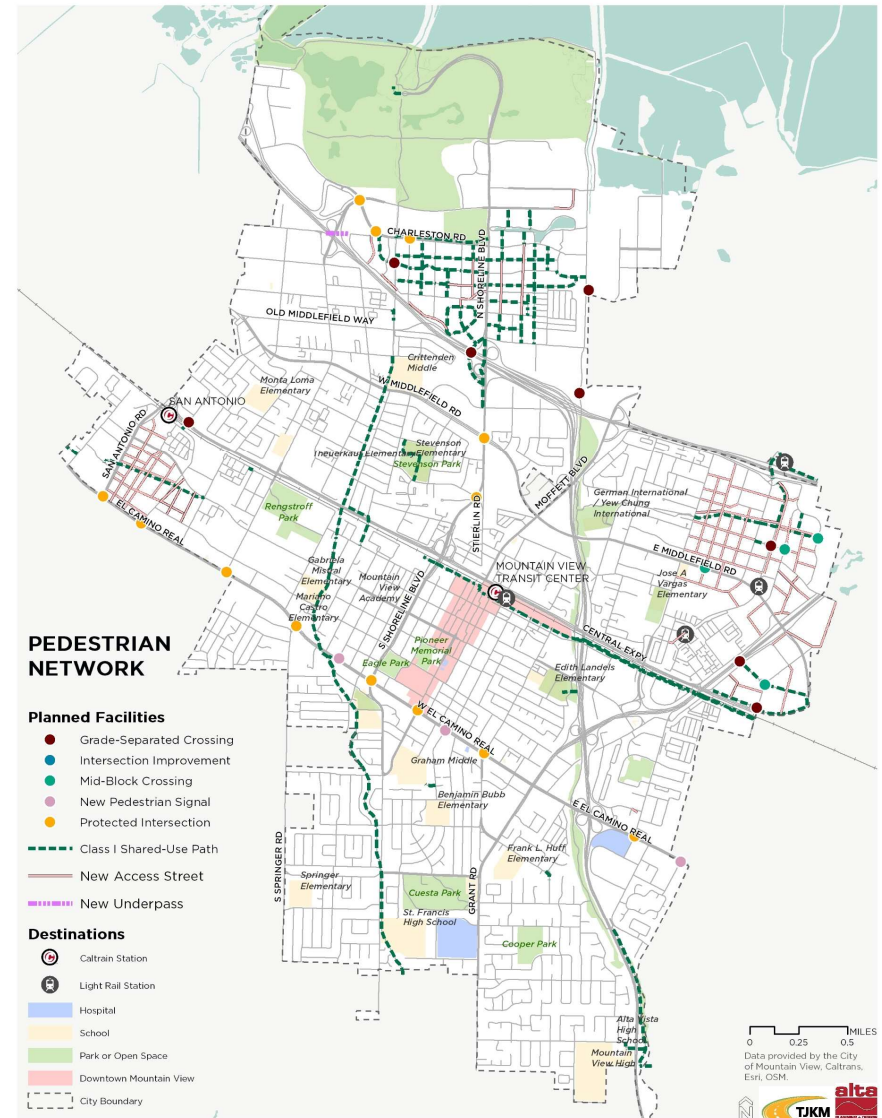 CHARLESTON RD
N SHORELINE BLVD
OLD MIDDLEFIELD WAY
Crittenden
Middle
Monta Loma
Elementary
W MIDDLEFIELD RD
SAN ANTONIO
SAN ANTONIO RD
Theuerkauf Elementary
Stevenson
Elementary
Stevenson Park
MOFFETT BLVD
German International
/ Yew Chung
International
EL CAMINO REAL
Rengstroff
Park
STIERLIN RD
E MIDDLEFIELD RD
Gabriela
Mistral
Elementary
Mountain
View
Academy
MOUNTAIN VIEW
TRANSIT CENTER
Jose A
Vargas
Elementary
Mariano
Castro
Elementary
S SHORELINE BLVD
CENTRAL EXPY
Pioneer
Memorial
Park
Eagle Park
Edith Landels
Elementary
W EL CAMINO REAL
Graham Middle
Benjamin Bubb
Elementary
E EL CAMINO REAL
Frank L. Huff
Elementary
S SPRINGER RD
Springer
Elementary
Cuesta Park
GRANT RD
St. Francis
High School
Cooper Park
Alta Vista
High
School
Mountain
View High
PEDESTRIAN
NETWORK
Planned Facilities
Grade-Separated Crossing
Intersection Improvement
Mid-Block Crossing
New Pedestrian Signal
Protected Intersection
Class I Shared-Use Path
New Access Street
New Underpass
Destinations
Caltrain Station
Light Rail Station
Hospital
School
Park or Open Space
Downtown Mountain View
City Boundary
0 0.25 0.5 MILES
Data provided by the City
of Mountain View, Caltrans,
Esri, OSM.
N
TJKM
alta